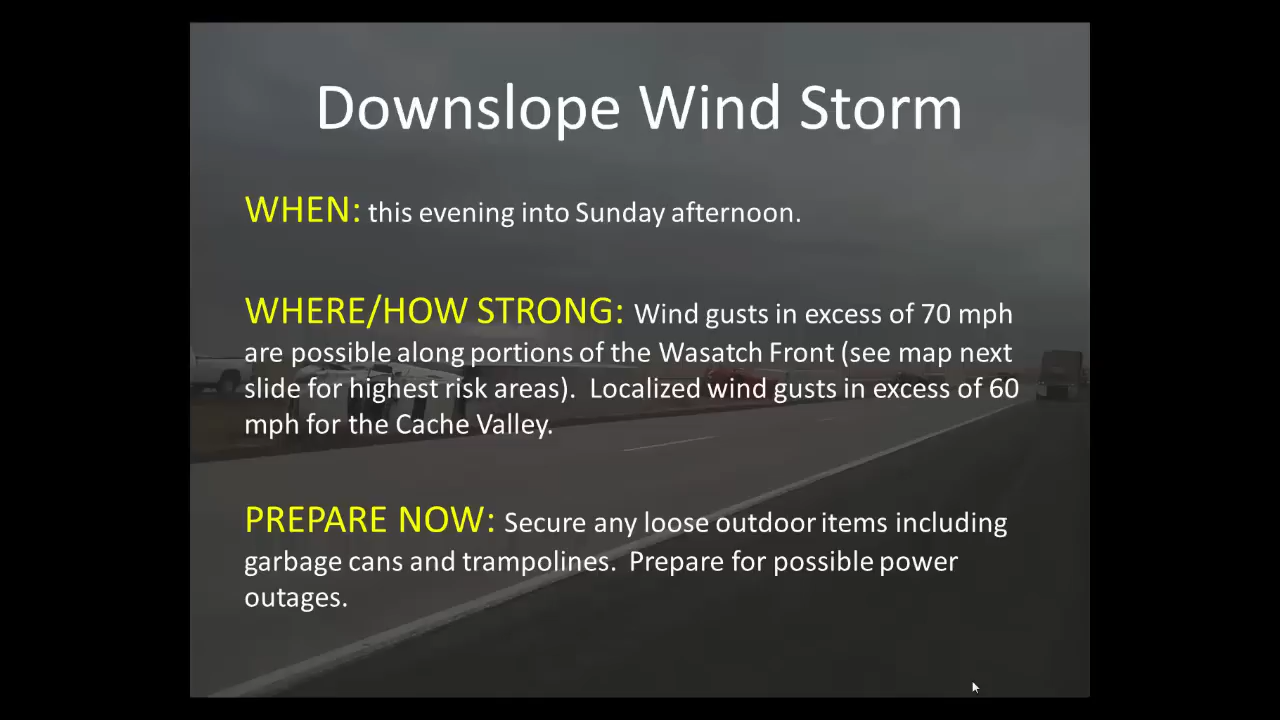 Downslope Wind Storm
WHEN: this evening into Sunday afternoon.
WHERE/HOW STRONG: Wind gusts in excess of 70 mph
are possible along portions of the Wasatch Front (see map next
slide for highest risk areas).  Localized wind gusts in excess of 60
mph for the Cache Valley.
PREPARE NOW: Secure any loose outdoor items including
garbage cans and trampolines.  Prepare for possible power
outages.